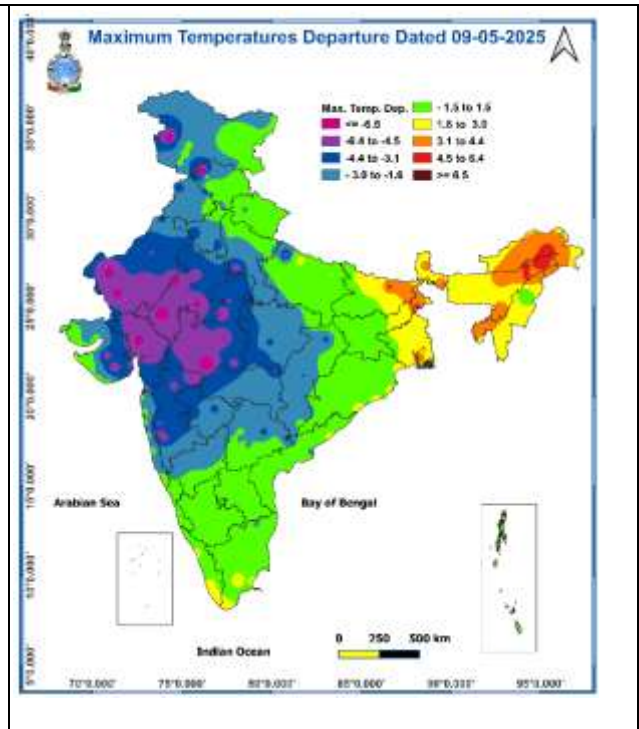 Maximum Temperatures Departure Dated 09-05-2025
Max. Temp. Dep.
<= -6.5
-6.4 to -4.5
-4.4 to -3.1
- 3.0 to -1.6
- 1.5 to 1.5
1.6 to 3.0
3.1 to 4.4
4.5 to 6.4
>= 6.5
Arabian Sea
Bay of Bengal
Indian Ocean
0 250 500 km
70°0.000' 75°0.000' 80°0.000' 85°0.000' 90°0.000' 95°0.000'